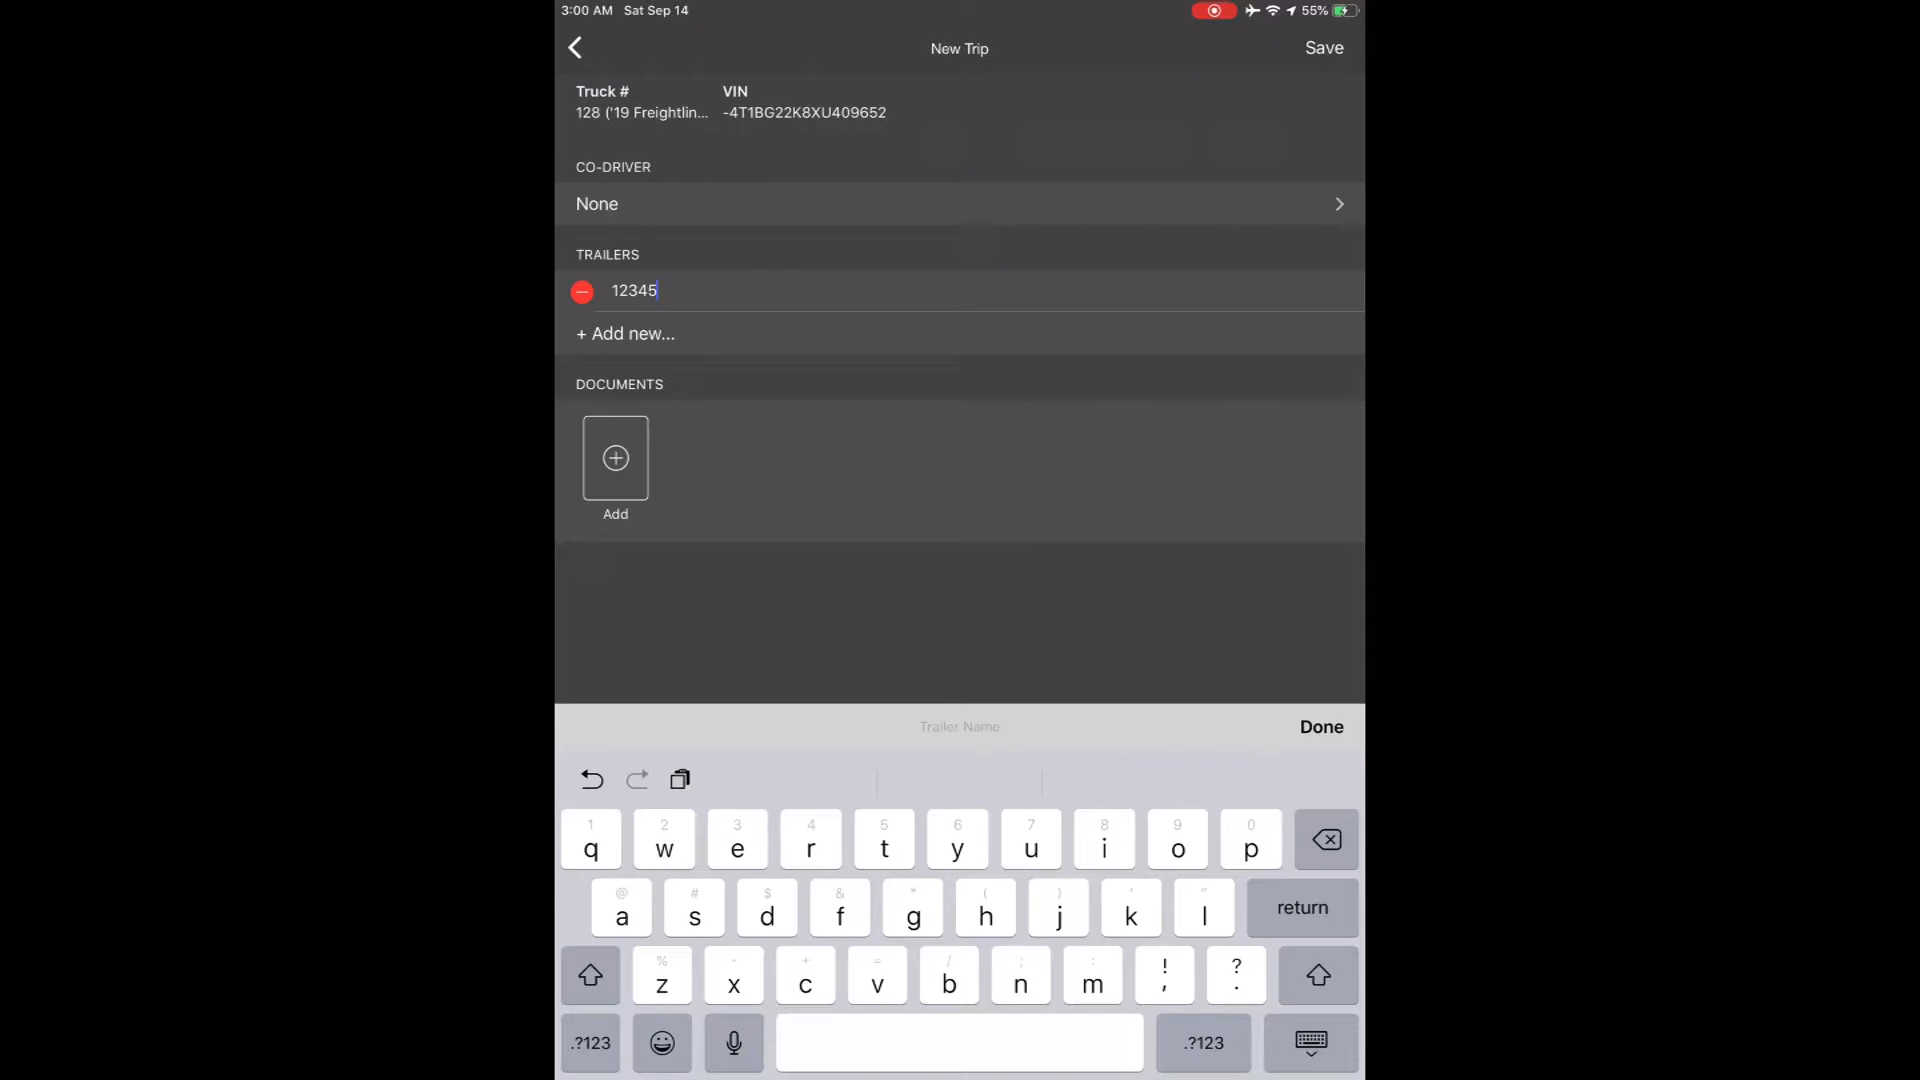 3:00 AM Sat Sep 14 55%
New Trip Save
Truck # VIN
128 ('19 Freightlin... -4T1BG22K8XU409652
CO-DRIVER
None
TRAILERS
12345
+ Add new...
DOCUMENTS
Add
Trailer Name Done
1 2 3 4 5 6 7 8 9 0
q w e r t y u i o p
@ # $ & * ( ) ' "
a s d f g h j k l return
% - + = / ; : ! ?
z x c v b n m , .
.?123 .?123